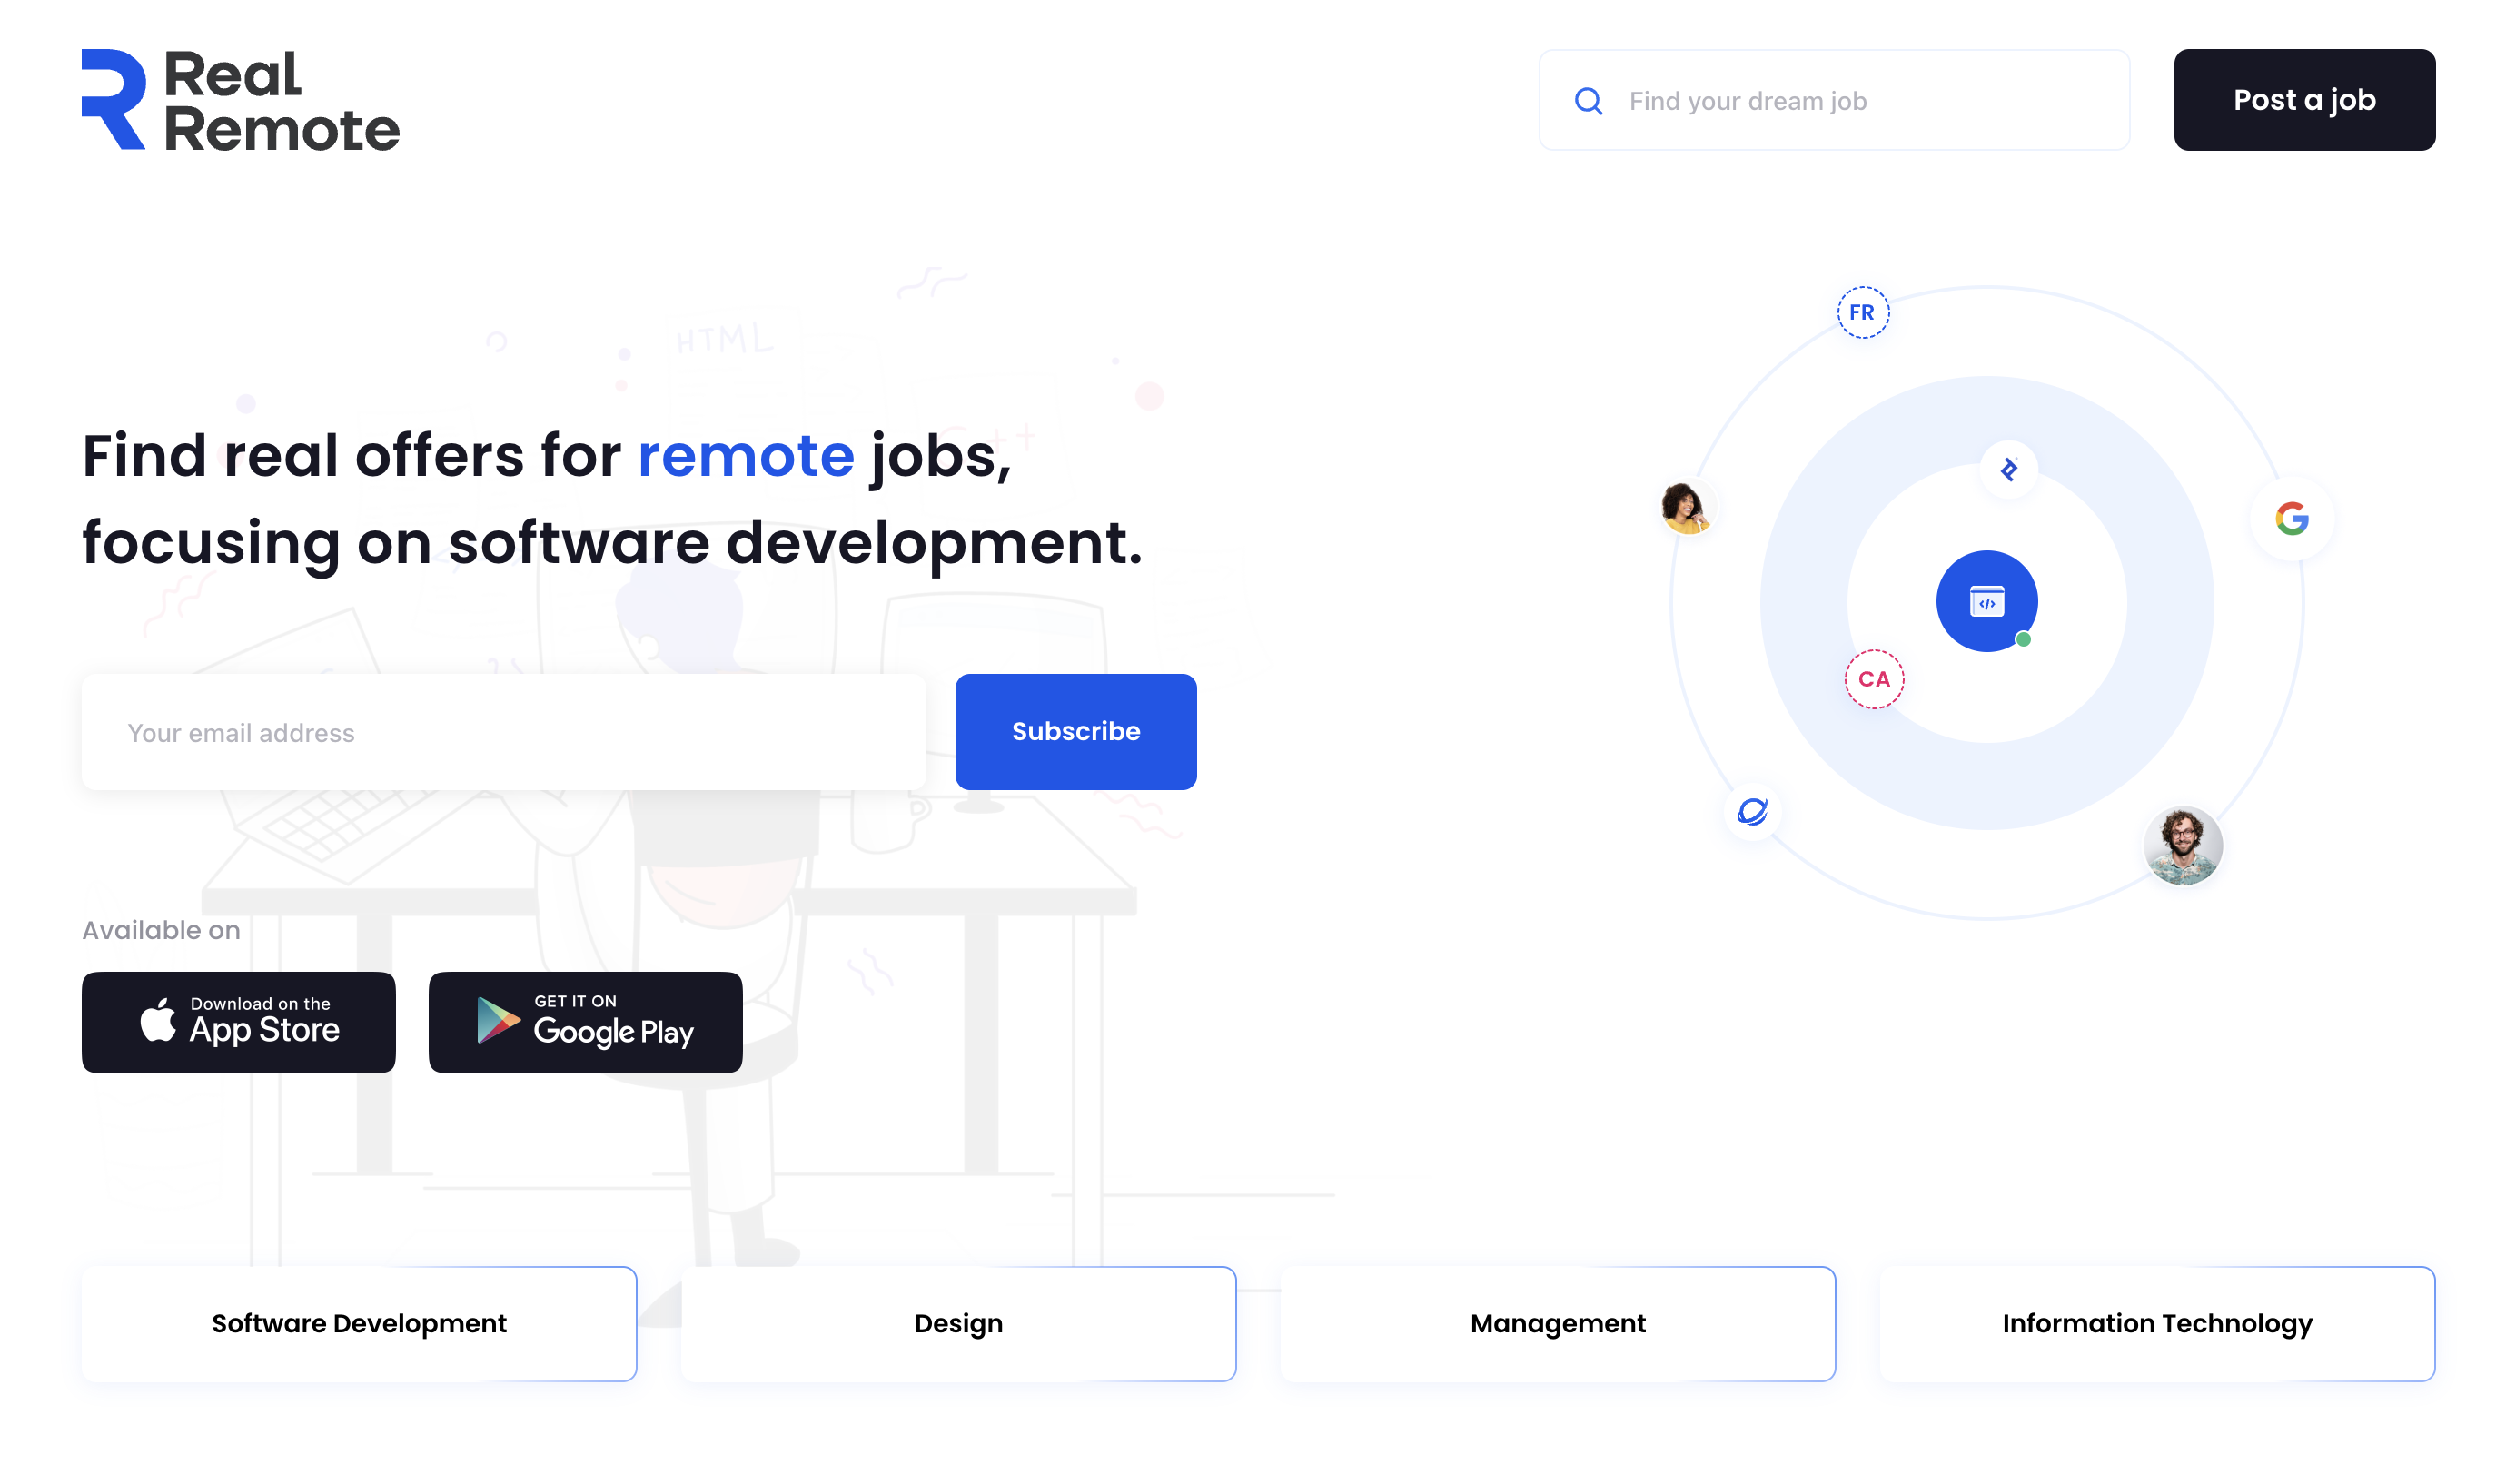 Real
Remote
Find your dream job
Post a job
HTML
FR
Find real offers for remote jobs,
focusing on software development.
CA
Your email address
Subscribe
Available on
Download on the
App Store
GET IT ON
Google Play
Software Development
Design
Management
Information Technology